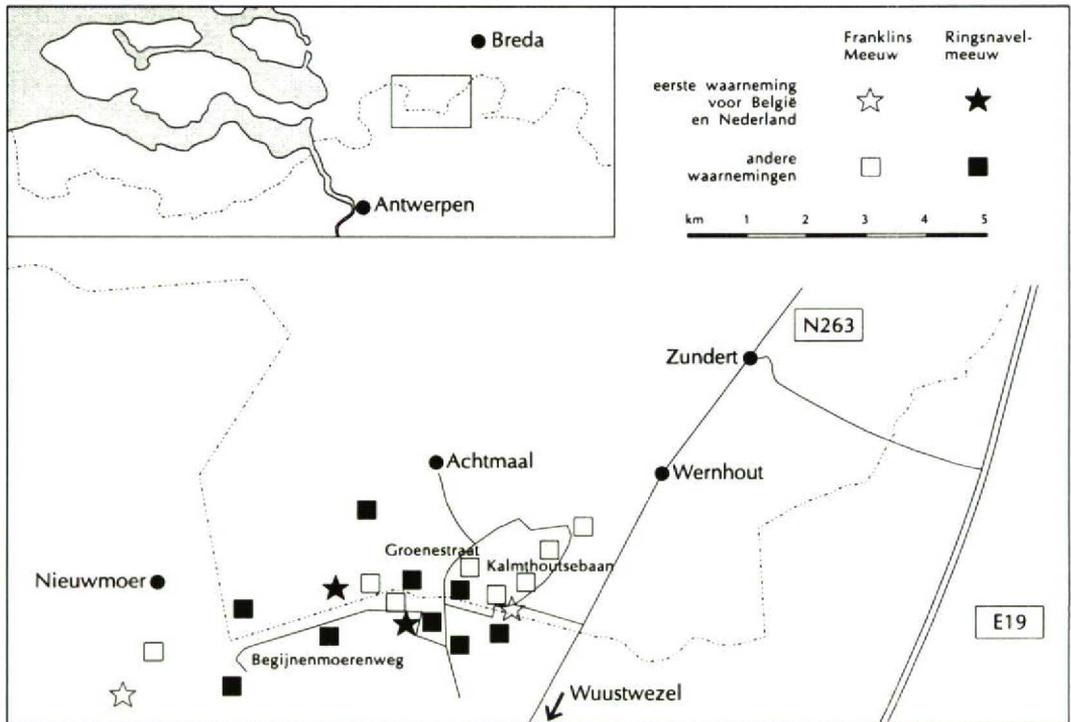 Breda
Antwerpen
Franklins
Meeuw
Ringsnavel-
meeuw
eerste waarneming
voor België
en Nederland
andere
waarnemingen
km 1 2 3 4 5
N263
Zundert
Achtmaal
Wernhout
Groenestraat
Kalmthoutsebaan
Nieuwmoer
E19
Begijnenmoerenweg
Wuustwezel